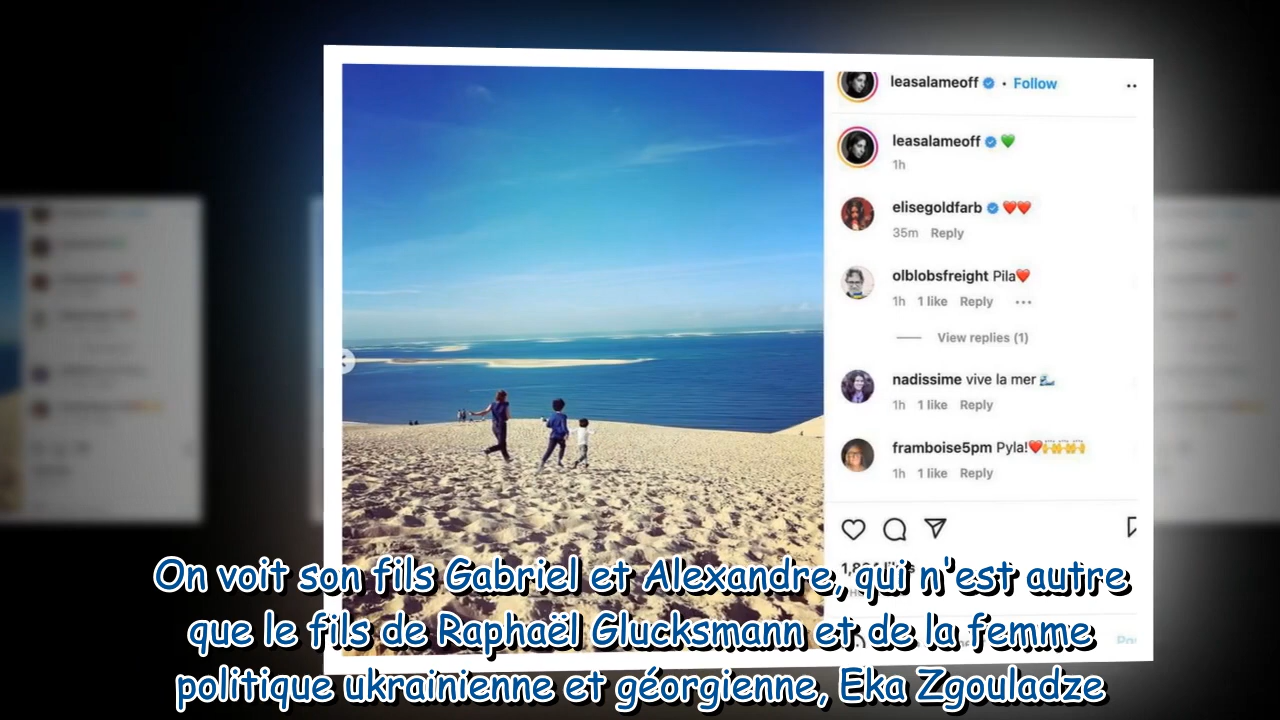 leasalameoff • Follow
leasalameoff 💚
1h
elisegoldfarb ❤️❤️
35m Reply
olblobsfreight Pila❤️
1h 1 like Reply
View replies (1)
nadissime vive la mer 🌊
1h 1 like Reply
framboise5pm Pyla!❤️🙌🙌🙌
1h 1 like Reply
On voit son fils Gabriel et Alexandre, qui n'est autre
que le fils de Raphaël Glucksmann et de la femme
politique ukrainienne et géorgienne, Eka Zgouladze